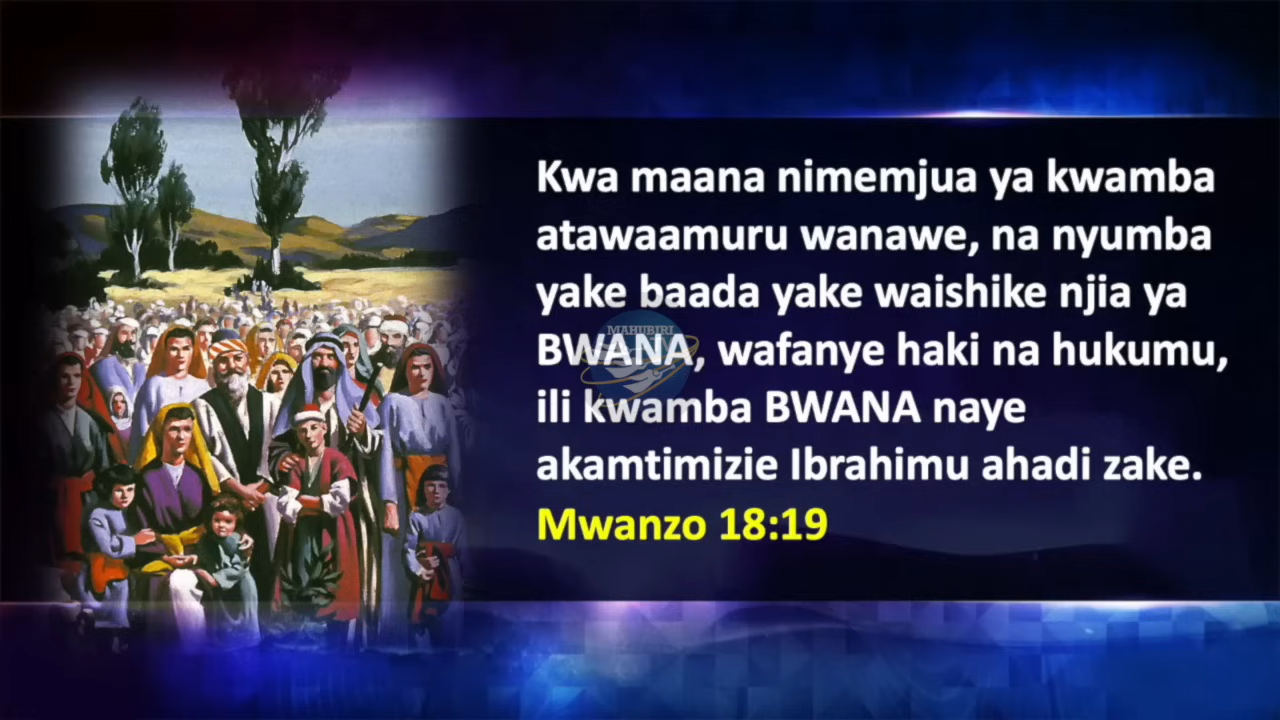 Kwa maana nimemjua ya kwamba
atawaamuru wanawe, na nyumba
yake baada yake waishike njia ya
BWANA, wafanye haki na hukumu,
ili kwamba BWANA naye
akamtimizie Ibrahimu ahadi zake.
Mwanzo 18:19
MAHUBIRI